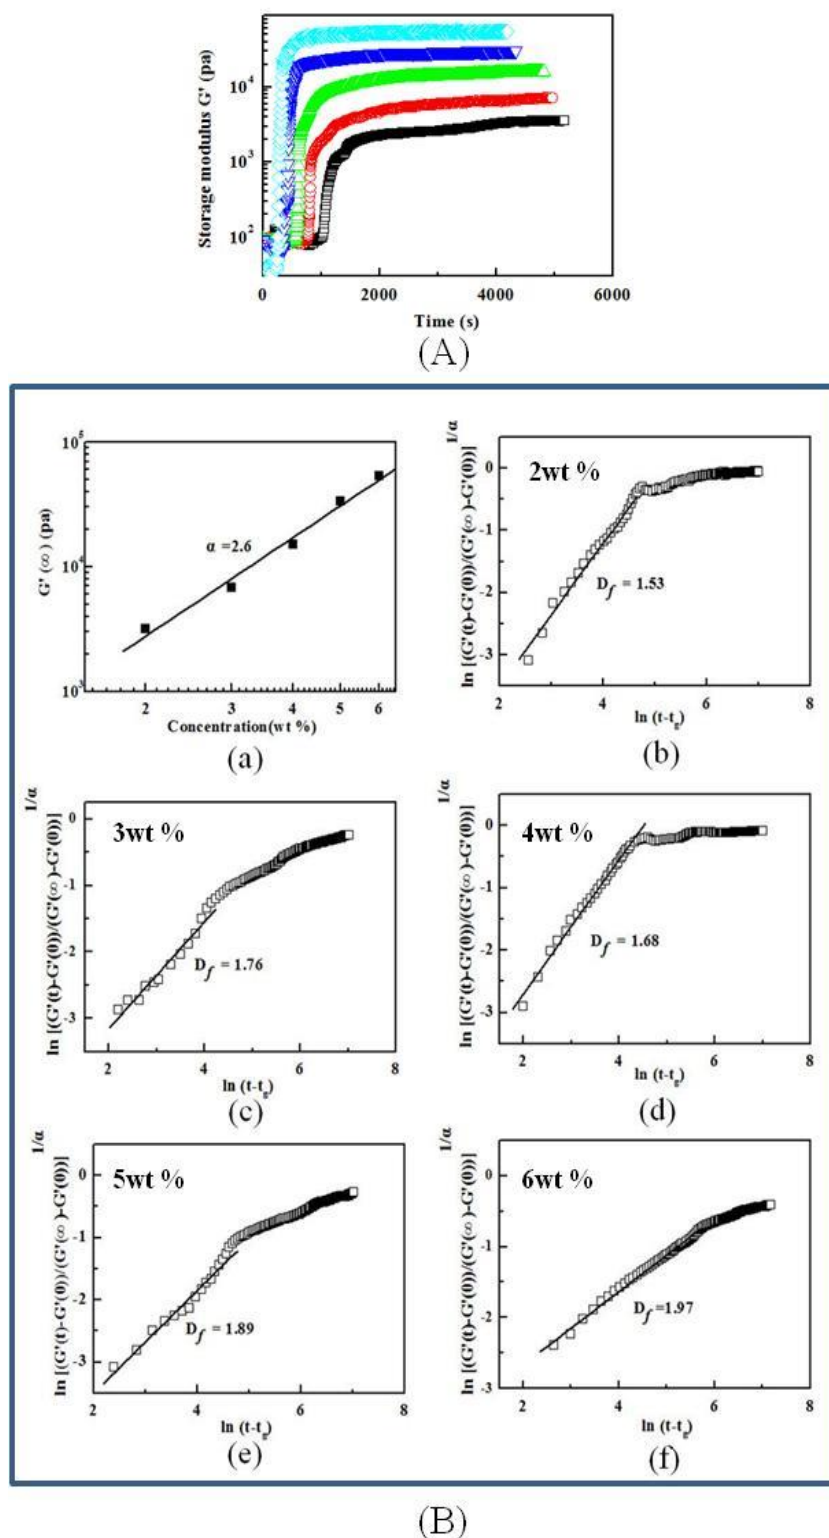 Storage modulus G' (pa)
10^4
10^3
10^2
0 2000 4000 6000
Time (s)
(A)
G' (∞) (pa)
10^5
10^4
10^3
α =2.6
2 3 4 5 6
Concentration(wt %)
(a)
ln [(G'(t)-G'(0))/(G'(∞)-G'(0))] 1/α
0
-1
-2
-3
2wt %
D_f = 1.53
2 4 6 8
ln (t-t_g)
(b)
ln [(G'(t)-G'(0))/(G'(∞)-G'(0))] 1/α
0
-1
-2
-3
3wt %
D_f = 1.76
2 4 6 8
ln (t-t_g)
(c)
ln [(G'(t)-G'(0))/(G'(∞)-G'(0))] 1/α
0
-1
-2
-3
4wt %
D_f = 1.68
2 4 6 8
ln (t-t_g)
(d)
ln [(G'(t)-G'(0))/(G'(∞)-G'(0))] 1/α
0
-1
-2
-3
5wt %
D_f = 1.89
2 4 6 8
ln (t-t_g)
(e)
ln [(G'(t)-G'(0))/(G'(∞)-G'(0))] 1/α
0
-1
-2
-3
6wt %
D_f =1.97
2 4 6 8
ln (t-t_g)
(f)
(B)